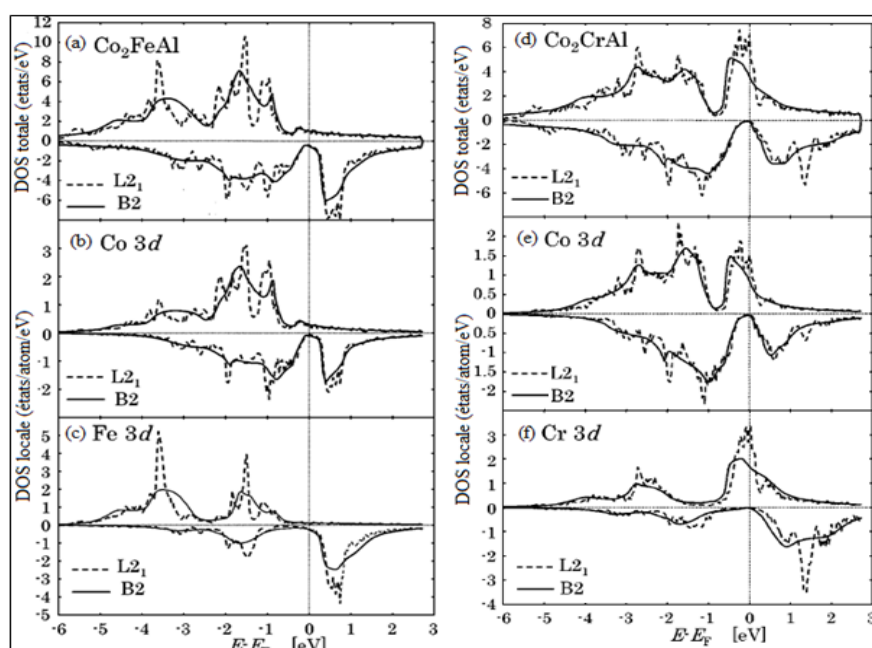 (a) Co₂FeAl
DOS totale (etats/eV)
12
10
8
6
4
2
0
-2
-4
-6
L2₁
B2
(b) Co 3d
3
2
1
0
-1
-2
L2₁
B2
DOS locale (états/atom/eV)
(c) Fe 3d
5
4
3
2
1
0
-1
-2
-3
-4
-5
L2₁
B2
-6 -5 -4 -3 -2 -1 0 1 2 3
[eV]
(d) Co₂CrAl
DOS totale (etats/eV)
8
6
4
2
0
-2
-4
-6
L2₁
B2
(e) Co 3d
2
1.5
1
0.5
0
0.5
-1
1.5
-2
L2₁
B2
DOS locale (états/atom/eV)
(f) Cr 3d
3
2
1
0
-1
-2
-3
-4
L2₁
B2
-6 -5 -4 -3 -2 -1 0 1 2 3
E-E_F [eV]